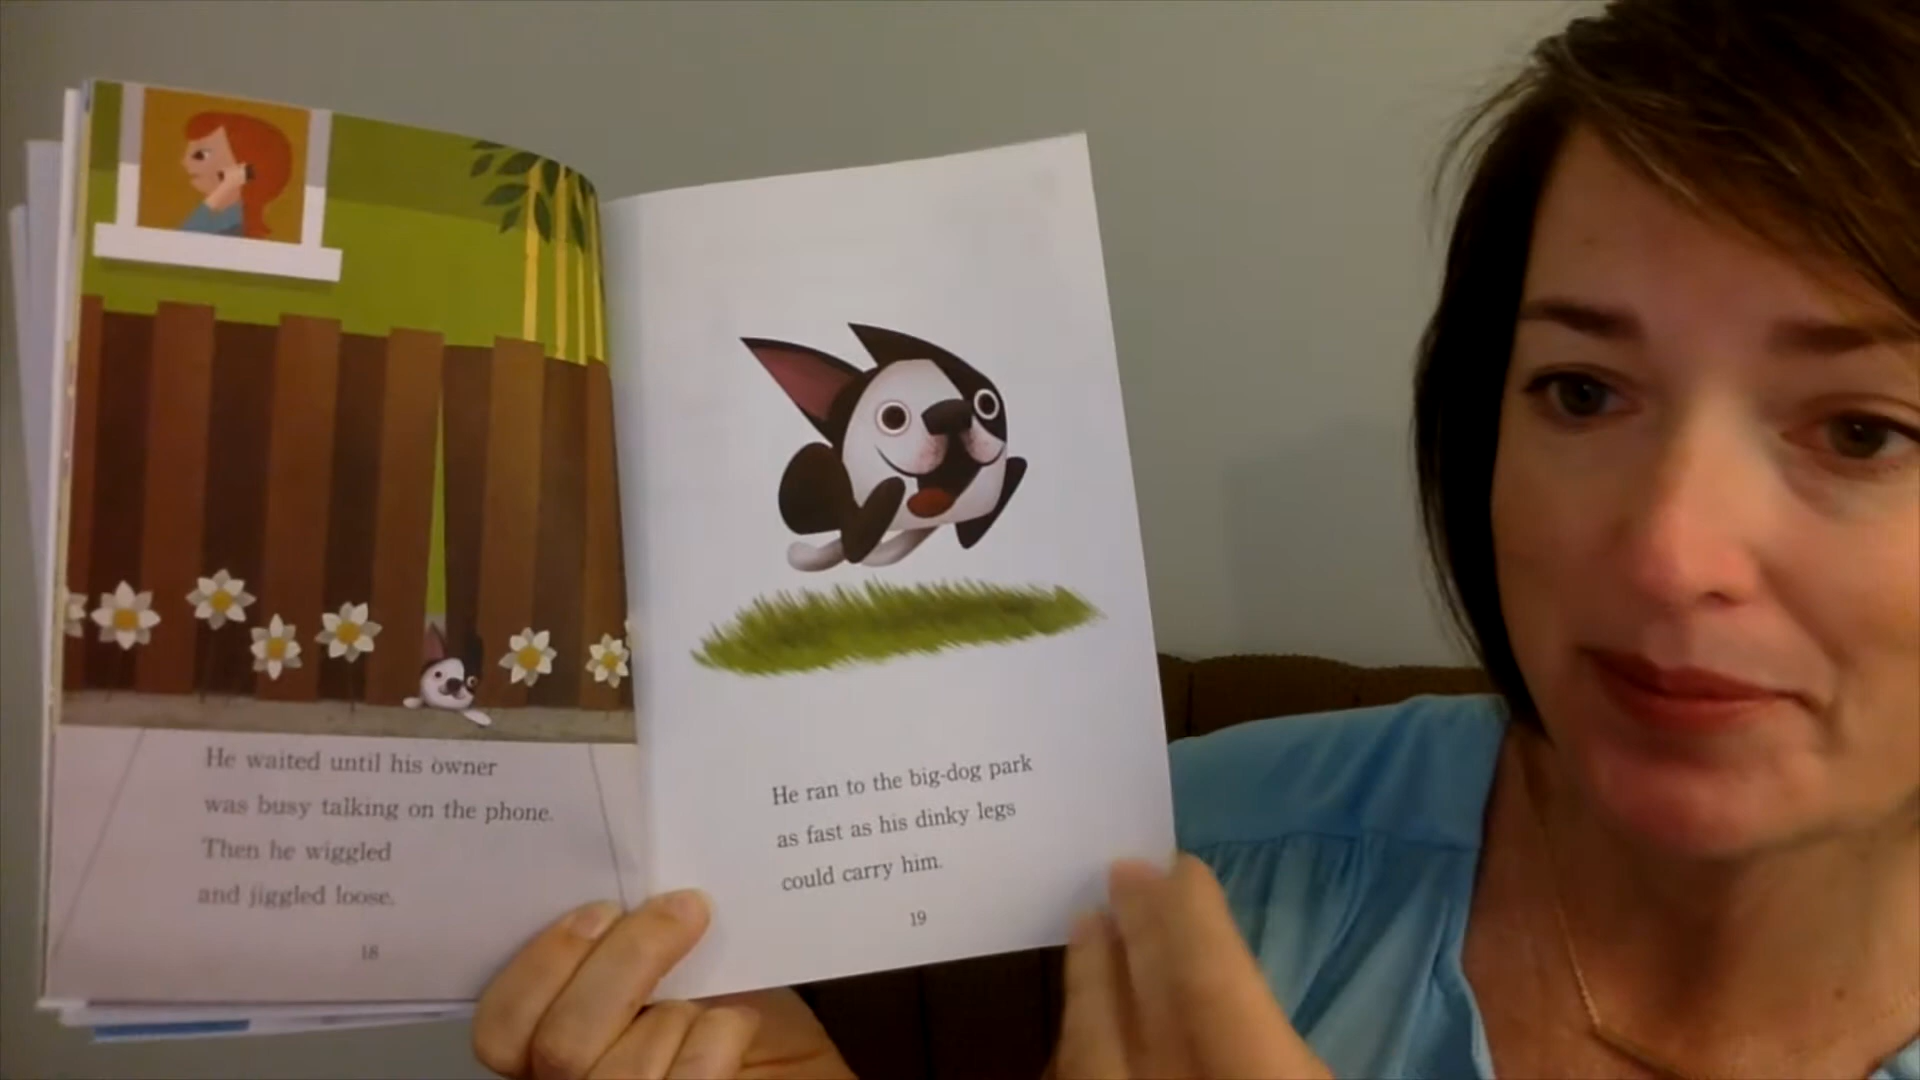 He waited until his owner
was busy talking on the phone.
Then he wiggled
and jiggled loose.
18
He ran to the big-dog park
as fast as his dinky legs
could carry him.
19